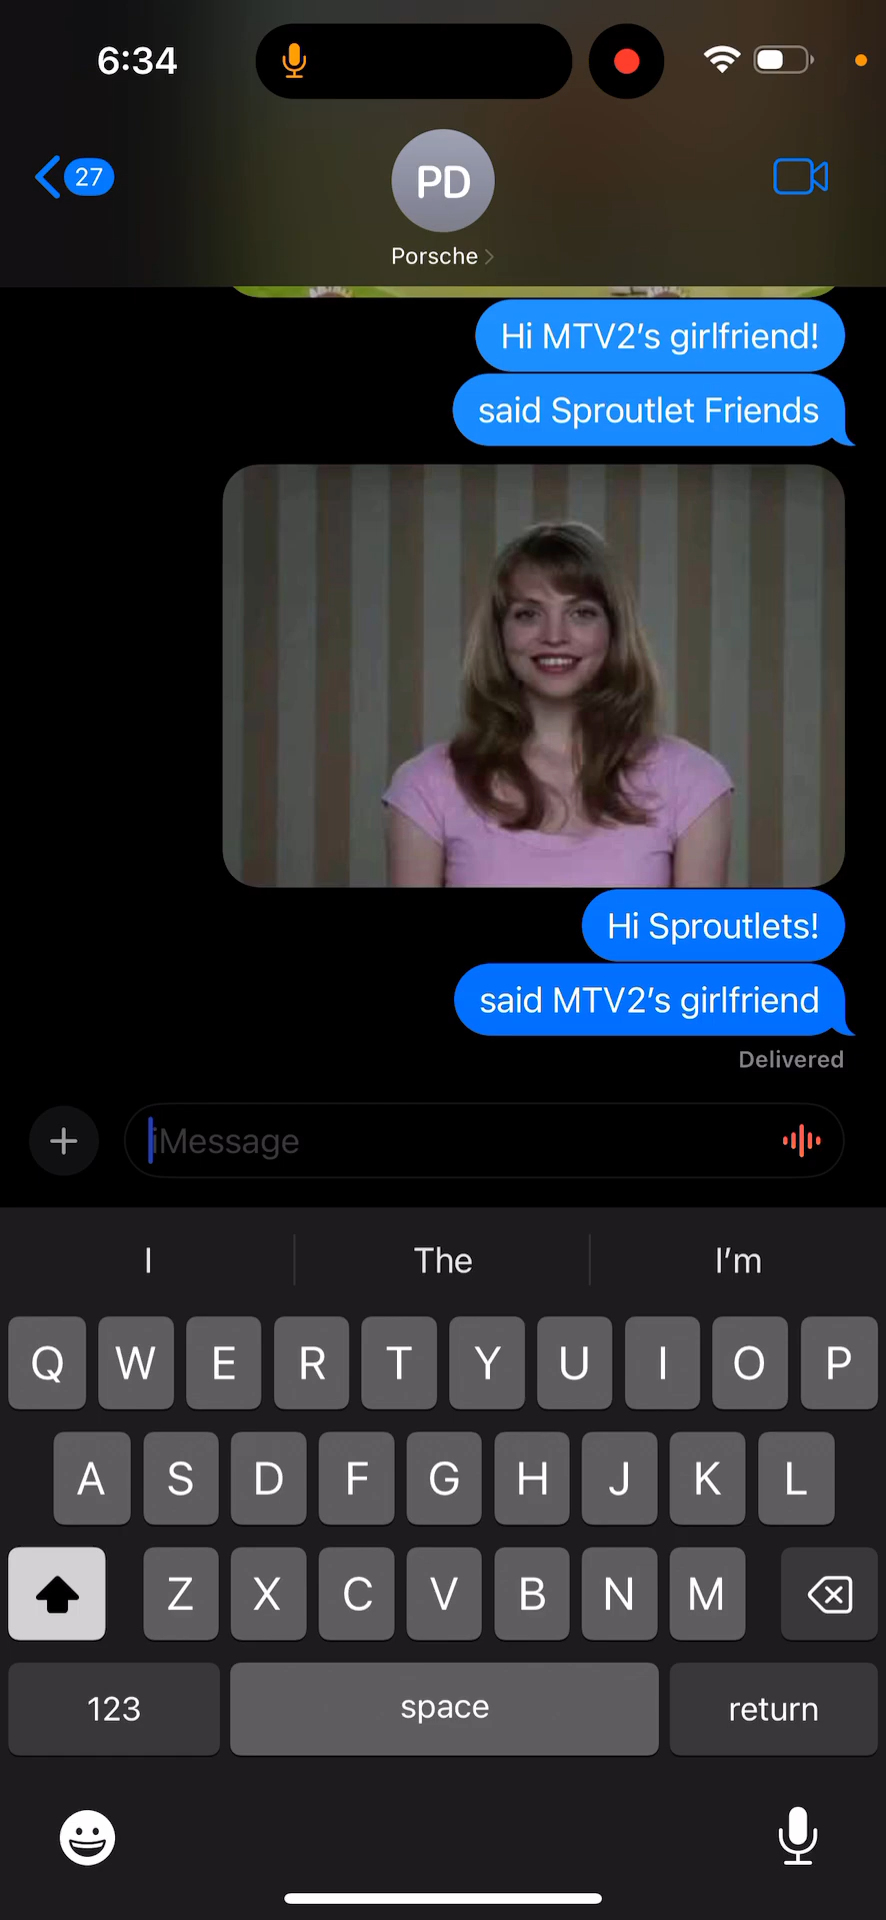 6:34
27
PD
Porsche
Hi MTV2’s girlfriend!
said Sproutlet Friends
Hi Sproutlets!
said MTV2’s girlfriend
Delivered
iMessage
I The I’m
Q W E R T Y U I O P
A S D F G H J K L
Z X C V B N M
123 space return